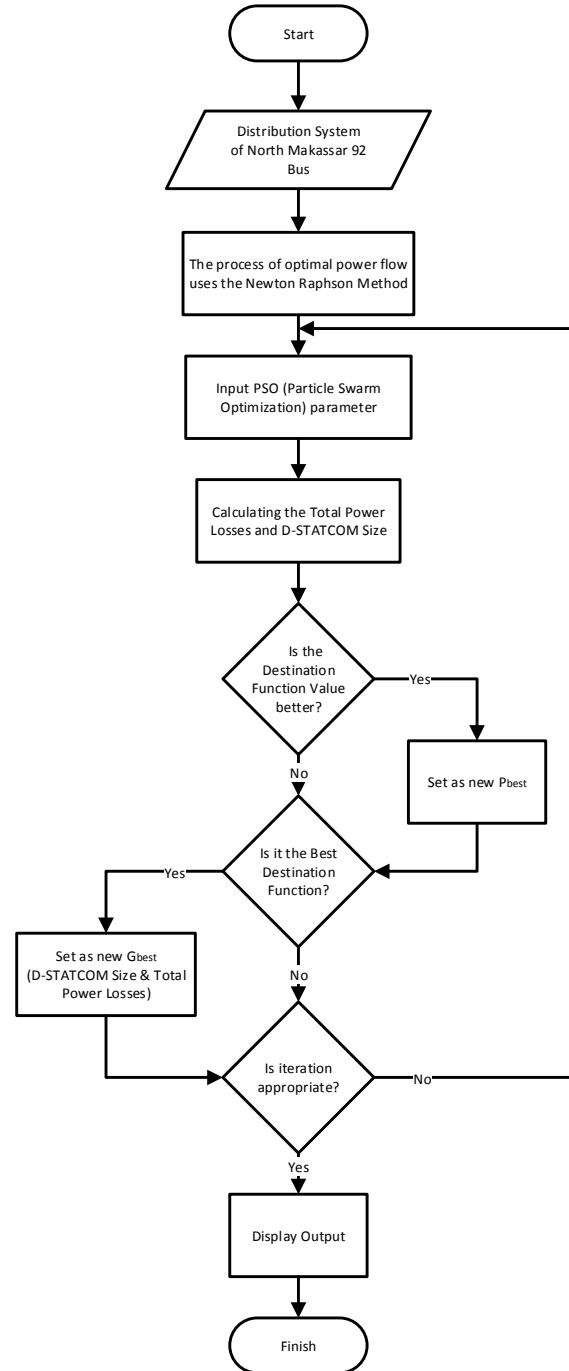 Start
Distribution System
of North Makassar 92
Bus
The process of optimal power flow
uses the Newton Raphson Method
Input PSO (Particle Swarm
Optimization) parameter
Calculating the Total Power
Losses and D-STATCOM Size
Is the
Destination
Function Value
better?
Yes
No
Set as new Pbest
Is it the Best
Destination
Function?
Yes
No
Set as new Gbest
(D-STATCOM Size & Total
Power Losses)
Is iteration
appropriate?
No
Yes
Display Output
Finish